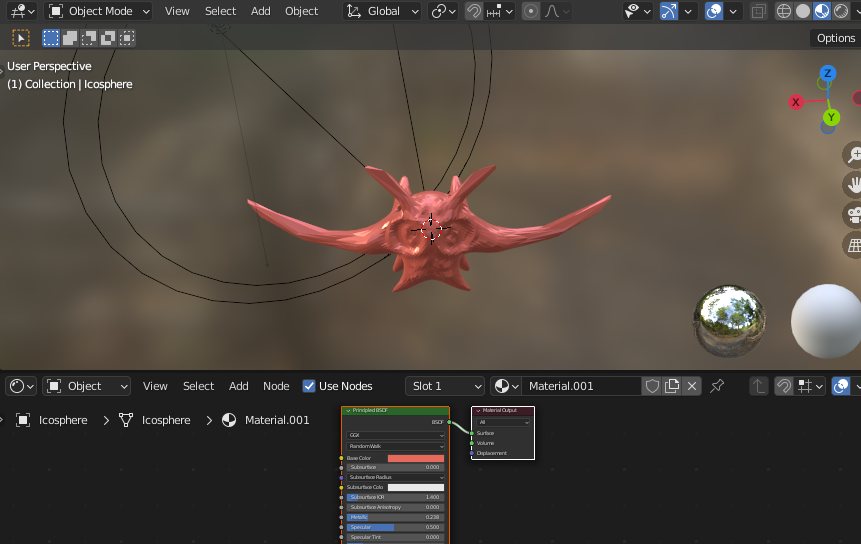 Object Mode View Select Add Object Global
Options
User Perspective
(1) Collection | Icosphere
Z
X
Y
Object View Select Add Node Use Nodes Slot 1 Material.001
Icosphere Icosphere Material.001
Principled BSDF
BSDF
GGX
Random Walk
Base Color
Subsurface 0.000
Subsurface Radius
Subsurface Colo
Subsurface IOR 1.400
Subsurface Anisotropy 0.000
Metallic 0.238
Specular 0.500
Specular Tint 0.000
Material Output
All
Surface
Volume
Displacement